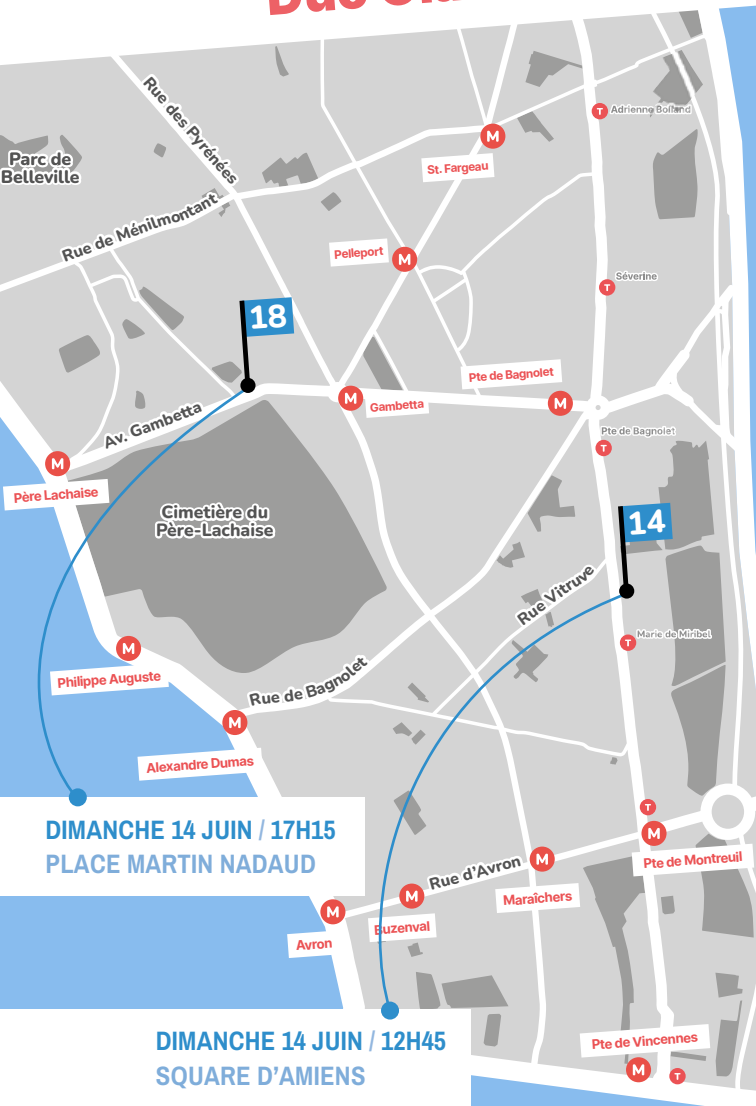 Rue des Pyrénées
T Adrienne Bolland
M
St. Fargeau
Parc de
Belleville
Rue de Ménilmontant
Pelleport M
T Séverine
18
Pte de Bagnolet
M
M Gambetta
Av. Gambetta
Pte de Bagnolet
T
M
Père Lachaise
Cimetière du
Père-Lachaise
14
Rue Vitruve
T Marie de Miribel
M
Philippe Auguste
Rue de Bagnolet
M
Alexandre Dumas
DIMANCHE 14 JUIN / 17H15
PLACE MARTIN NADAUD
T
M
Pte de Montreuil
Rue d'Avron
M
Maraîchers
M
Buzenval
M
Avron
DIMANCHE 14 JUIN / 12H45
SQUARE D'AMIENS
Pte de Vincennes
M T